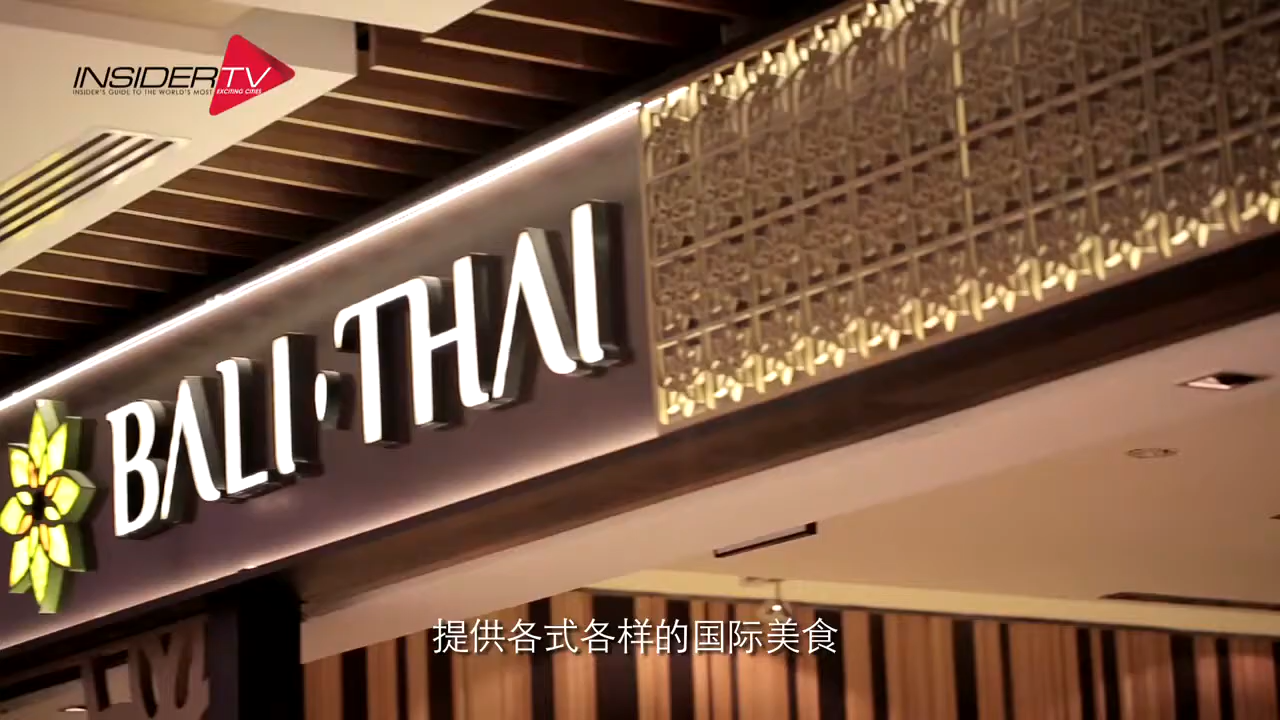 INSIDERTV
INSIDER'S GUIDE TO THE WORLD'S MOST EXCITING CITIES
BALI·THAI
提供各式各样的国际美食